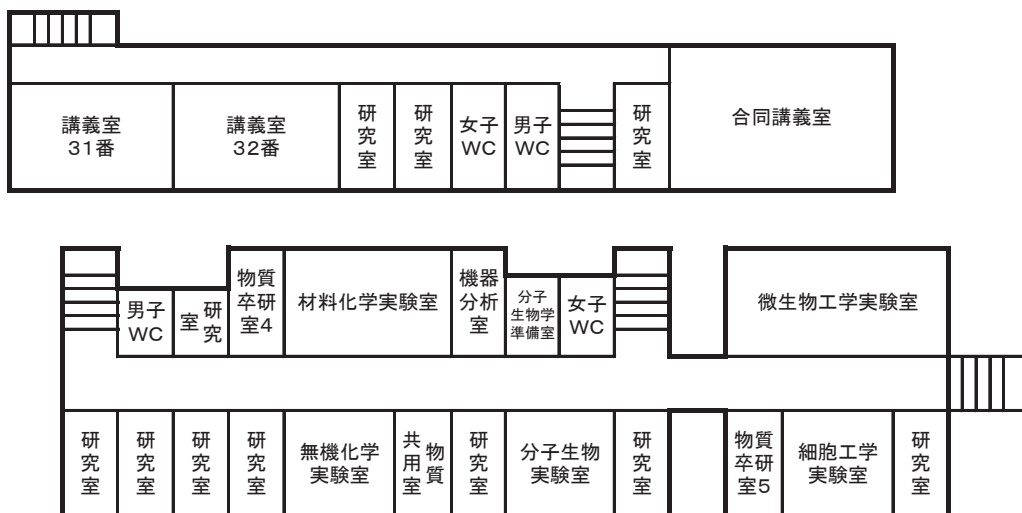 講義室
31番
講義室
32番
研究室
研究室
女子
WC
男子
WC
研究室
合同講義室
男子
WC
研究
室
物質
卒研
室4
材料化学実験室
機器
分析
室
分子
生物学
準備室
女子
WC
微生物工学実験室
研究室
研究室
研究室
研究室
無機化学
実験室
物質
共用室
研究室
分子生物
実験室
研究室
物質
卒研
室5
細胞工学
実験室
研究室